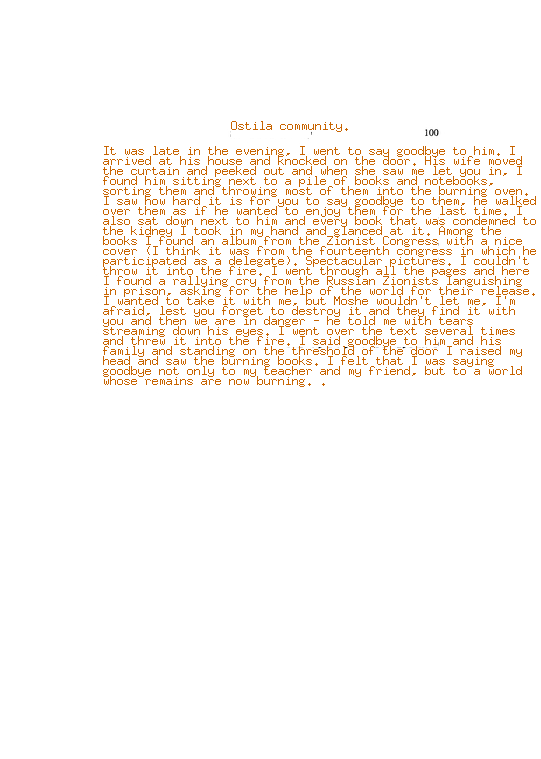 Ostila community.
100
It was late in the evening, I went to say goodbye to him. I
arrived at his house and knocked on the door. His wife moved
the curtain and peeked out and when she saw me let you in, I
found him sitting next to a pile of books and notebooks,
sorting them and throwing most of them into the burning oven.
I saw how hard it is for you to say goodbye to them, he walked
over them as if he wanted to enjoy them for the last time. I
also sat down next to him and every book that was condemned to
the kidney I took in my hand and glanced at it. Among the
books I found an album from the Zionist Congress with a nice
cover (I think it was from the fourteenth congress in which he
participated as a delegate). Spectacular pictures. I couldn't
throw it into the fire. I went through all the pages and here
I found a rallying cry from the Russian Zionists languishing
in prison, asking for the help of the world for their release.
I wanted to take it with me, but Moshe wouldn't let me, I'm
afraid, lest you forget to destroy it and they find it with
you and then we are in danger - he told me with tears
streaming down his eyes. I went over the text several times
and threw it into the fire. I said goodbye to him and his
family and standing on the threshold of the door I raised my
head and saw the burning books. I felt that I was saying
goodbye not only to my teacher and my friend, but to a world
whose remains are now burning. .